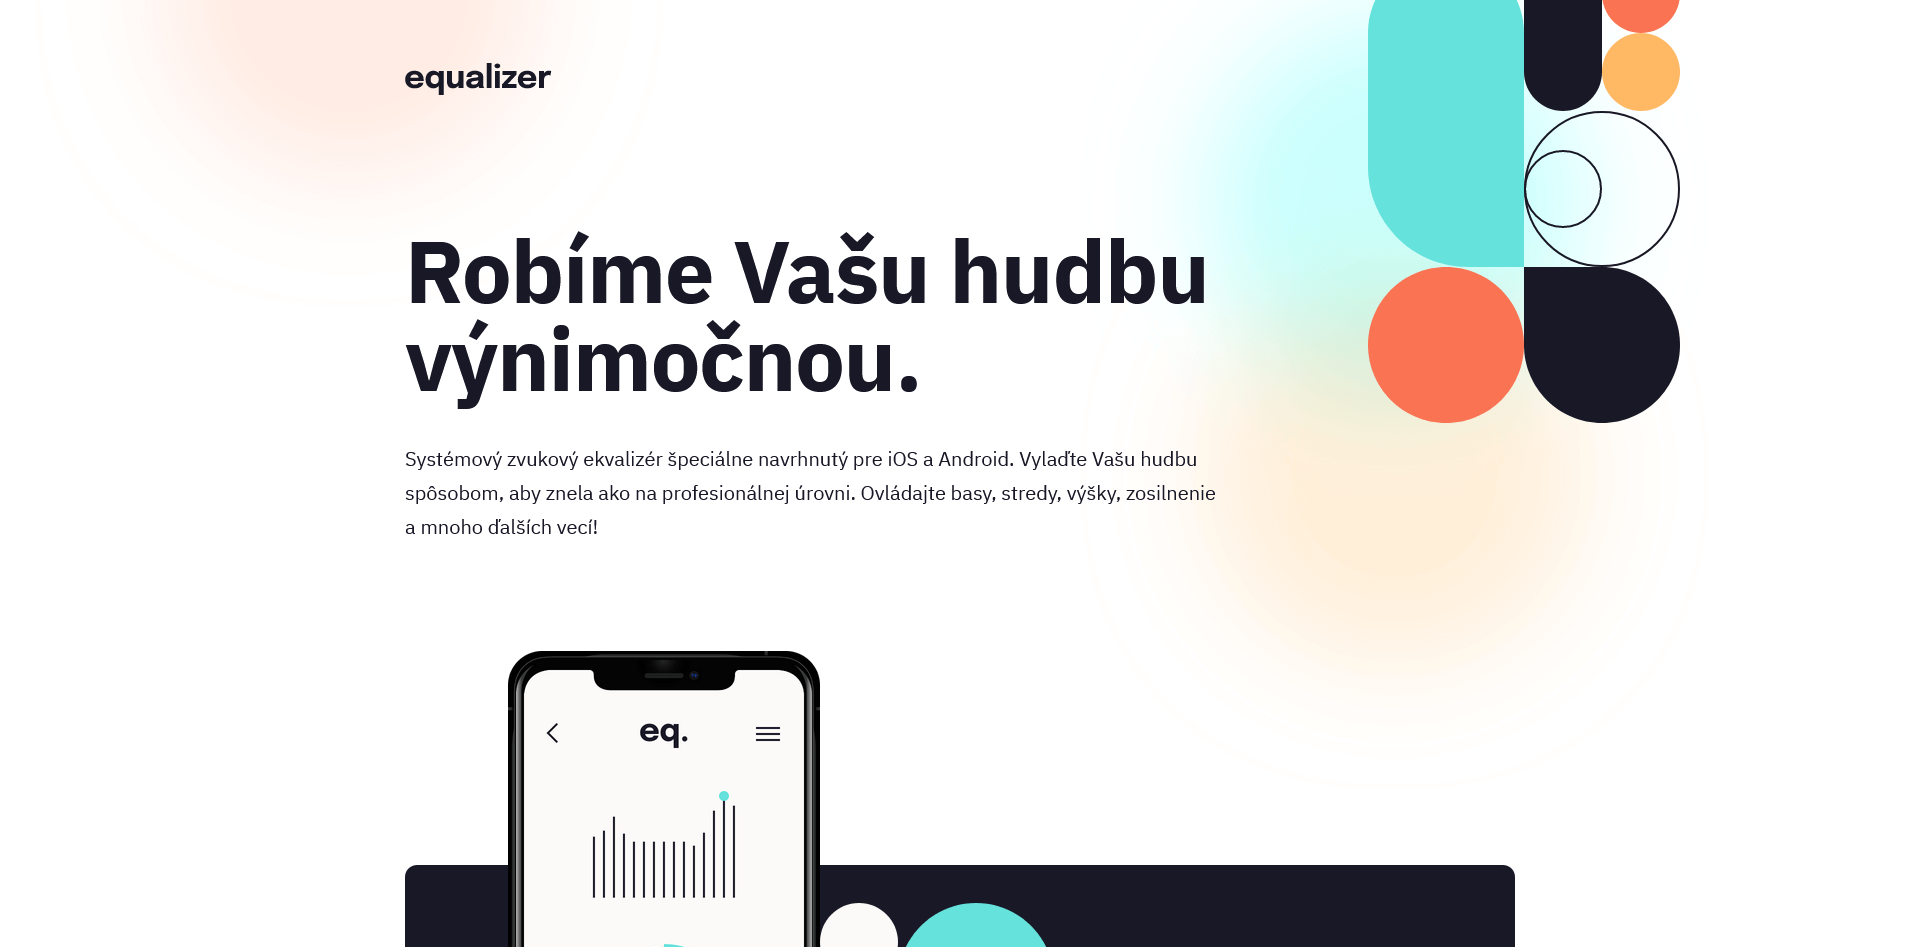 equalizer
Robíme Vašu hudbu
výnimočnou.
Systémový zvukový ekvalizér špeciálne navrhnutý pre iOS a Android. Vylaďte Vašu hudbu
spôsobom, aby znela ako na profesionálnej úrovni. Ovládajte basy, stredy, výšky, zosilnenie
a mnoho ďalších vecí!
eq.